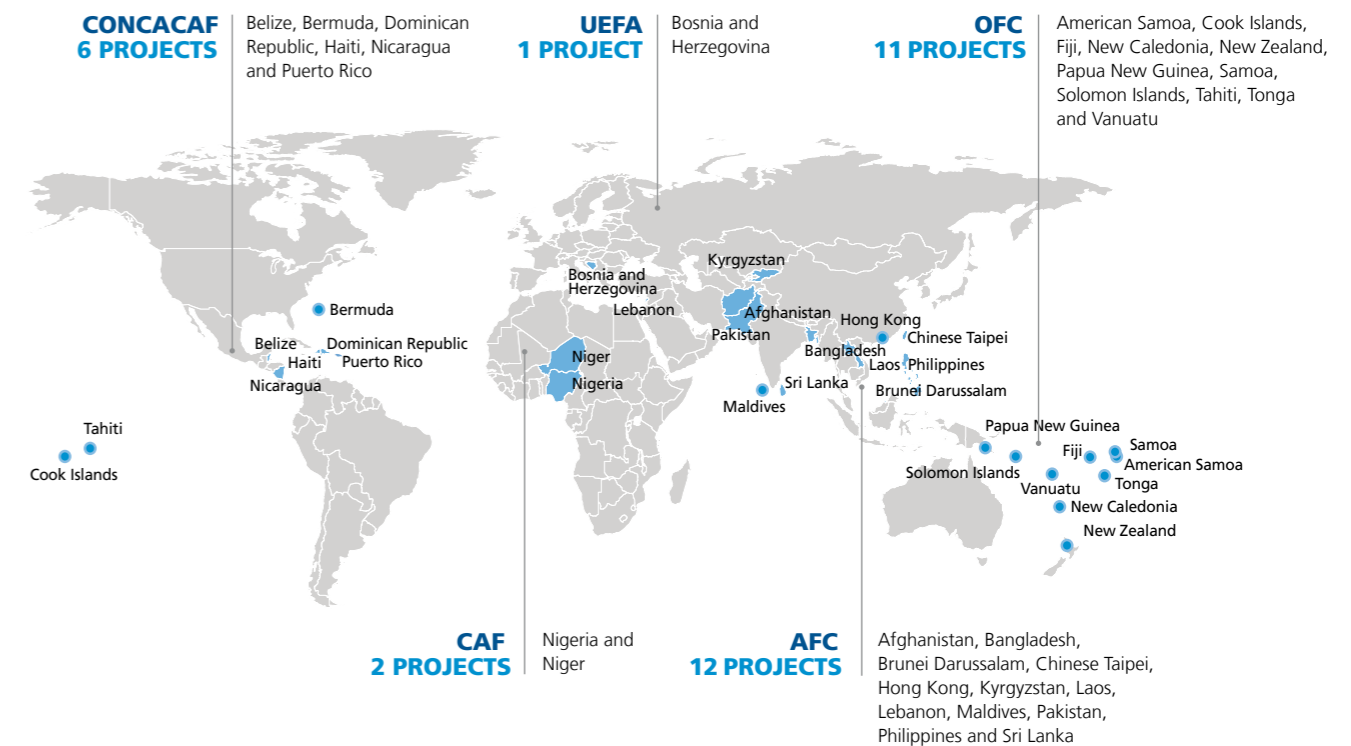 CONCACAF
6 PROJECTS
Belize, Bermuda, Dominican
Republic, Haiti, Nicaragua
and Puerto Rico
UEFA
1 PROJECT
Bosnia and
Herzegovina
OFC
11 PROJECTS
American Samoa, Cook Islands,
Fiji, New Caledonia, New Zealand,
Papua New Guinea, Samoa,
Solomon Islands, Tahiti, Tonga
and Vanuatu
Kyrgyzstan
Bosnia and
Herzegovina
Lebanon
Bermuda
Afghanistan
Hong Kong
Pakistan
Chinese Taipei
Belize
Dominican Republic
Bangladesh
Haiti
Puerto Rico
Niger
Laos
Philippines
Nicaragua
Nigeria
Sri Lanka
Brunei Darussalam
Maldives
Tahiti
Papua New Guinea
Cook Islands
Fiji
Samoa
American Samoa
Solomon Islands
Tonga
Vanuatu
New Caledonia
New Zealand
CAF
2 PROJECTS
Nigeria and
Niger
AFC
12 PROJECTS
Afghanistan, Bangladesh,
Brunei Darussalam, Chinese Taipei,
Hong Kong, Kyrgyzstan, Laos,
Lebanon, Maldives, Pakistan,
Philippines and Sri Lanka